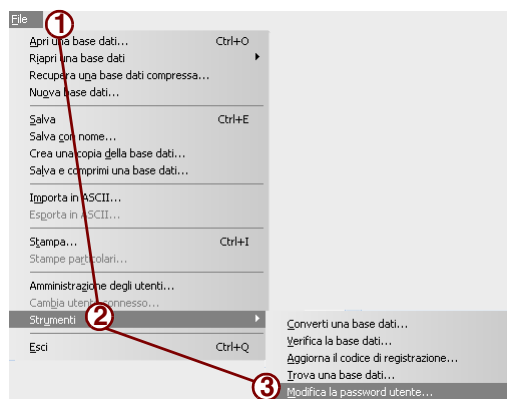 File
1
Apri una base dati... Ctrl+O
Riapri una base dati
Recupera una base dati compressa...
Nuova base dati...
Salva Ctrl+E
Salva con nome...
Crea una copia della base dati...
Salva e comprimi una base dati...
Importa in ASCII...
Esporta in ASCII...
Stampa... Ctrl+I
Stampe particolari...
Amministrazione degli utenti...
Cambia utente connesso...
Strumenti 2
Esci Ctrl+Q
Converti una base dati...
Verifica la base dati...
Aggiorna il codice di registrazione...
Trova una base dati...
3 Modifica la password utente...